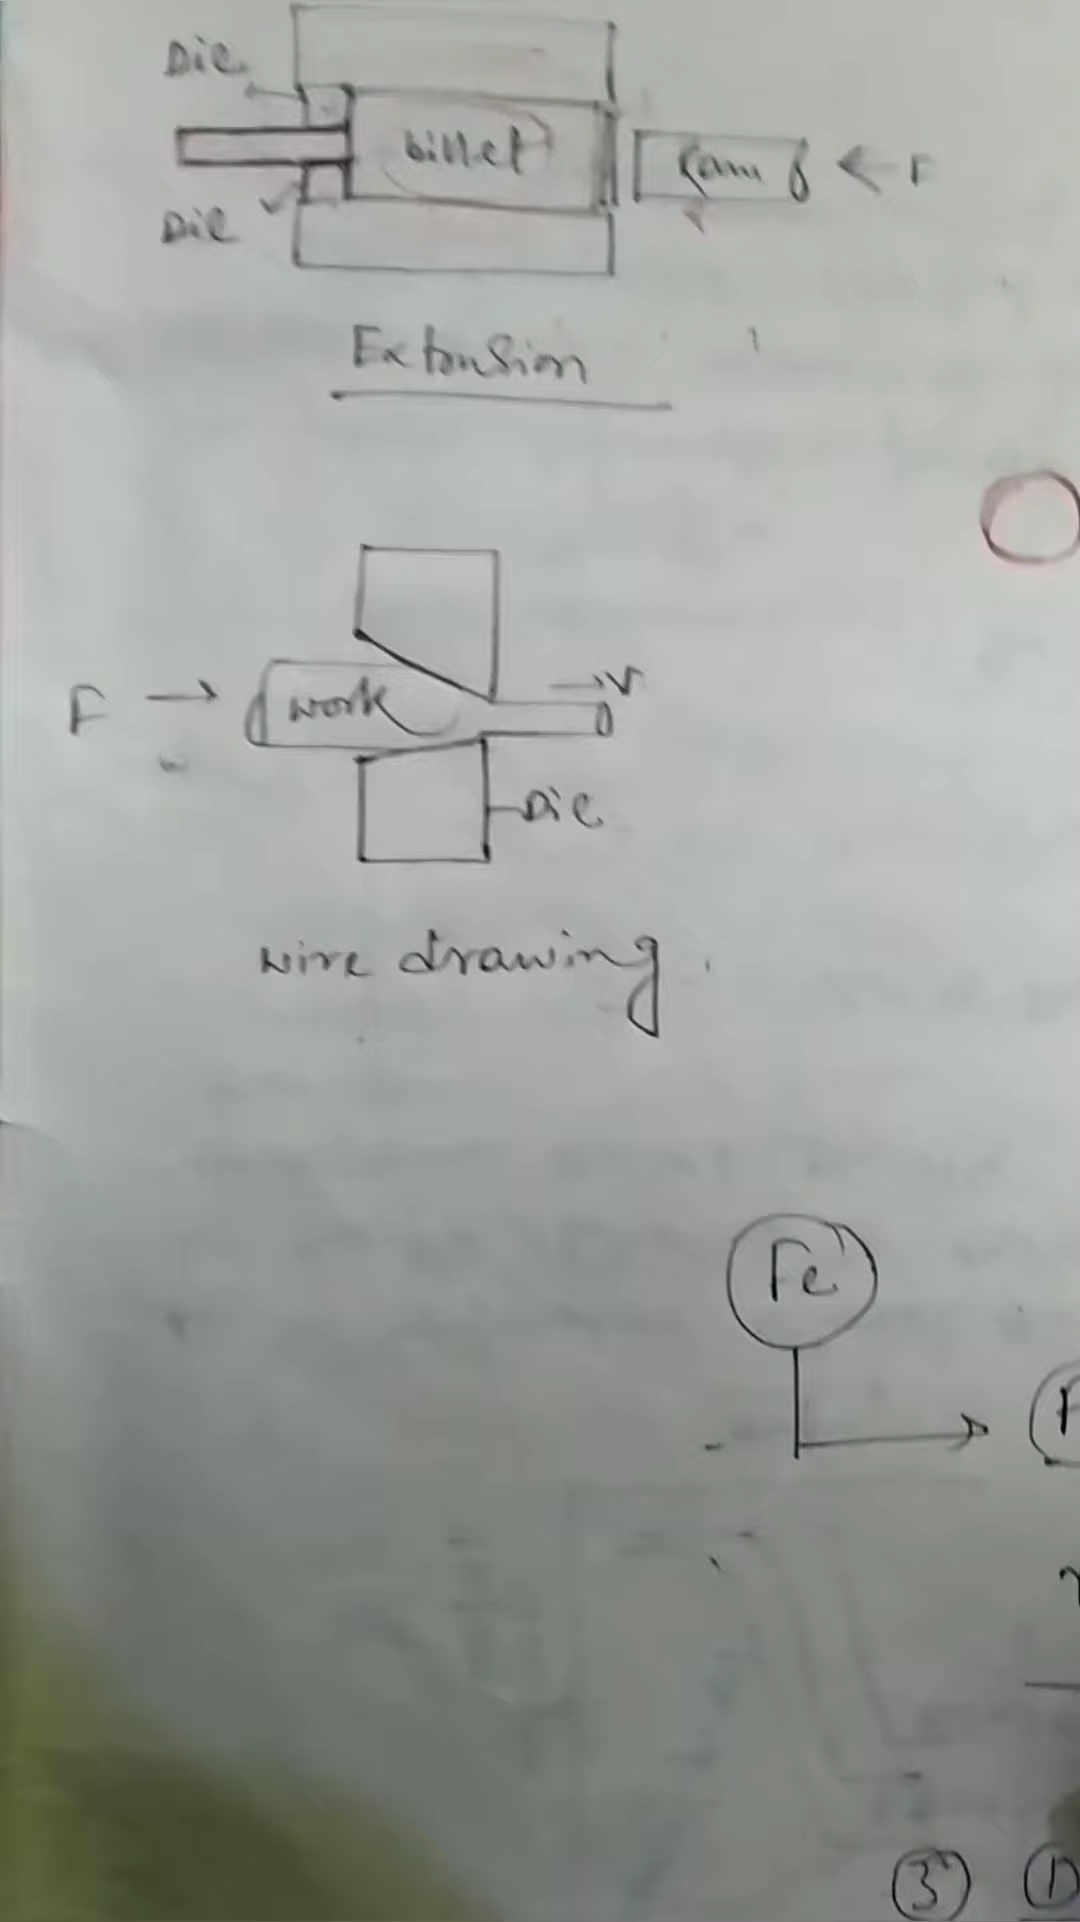 Die
billet
Ram
← F
Die
Extrusion
F →
work
→ V
Die
wire drawing.
Fe
3